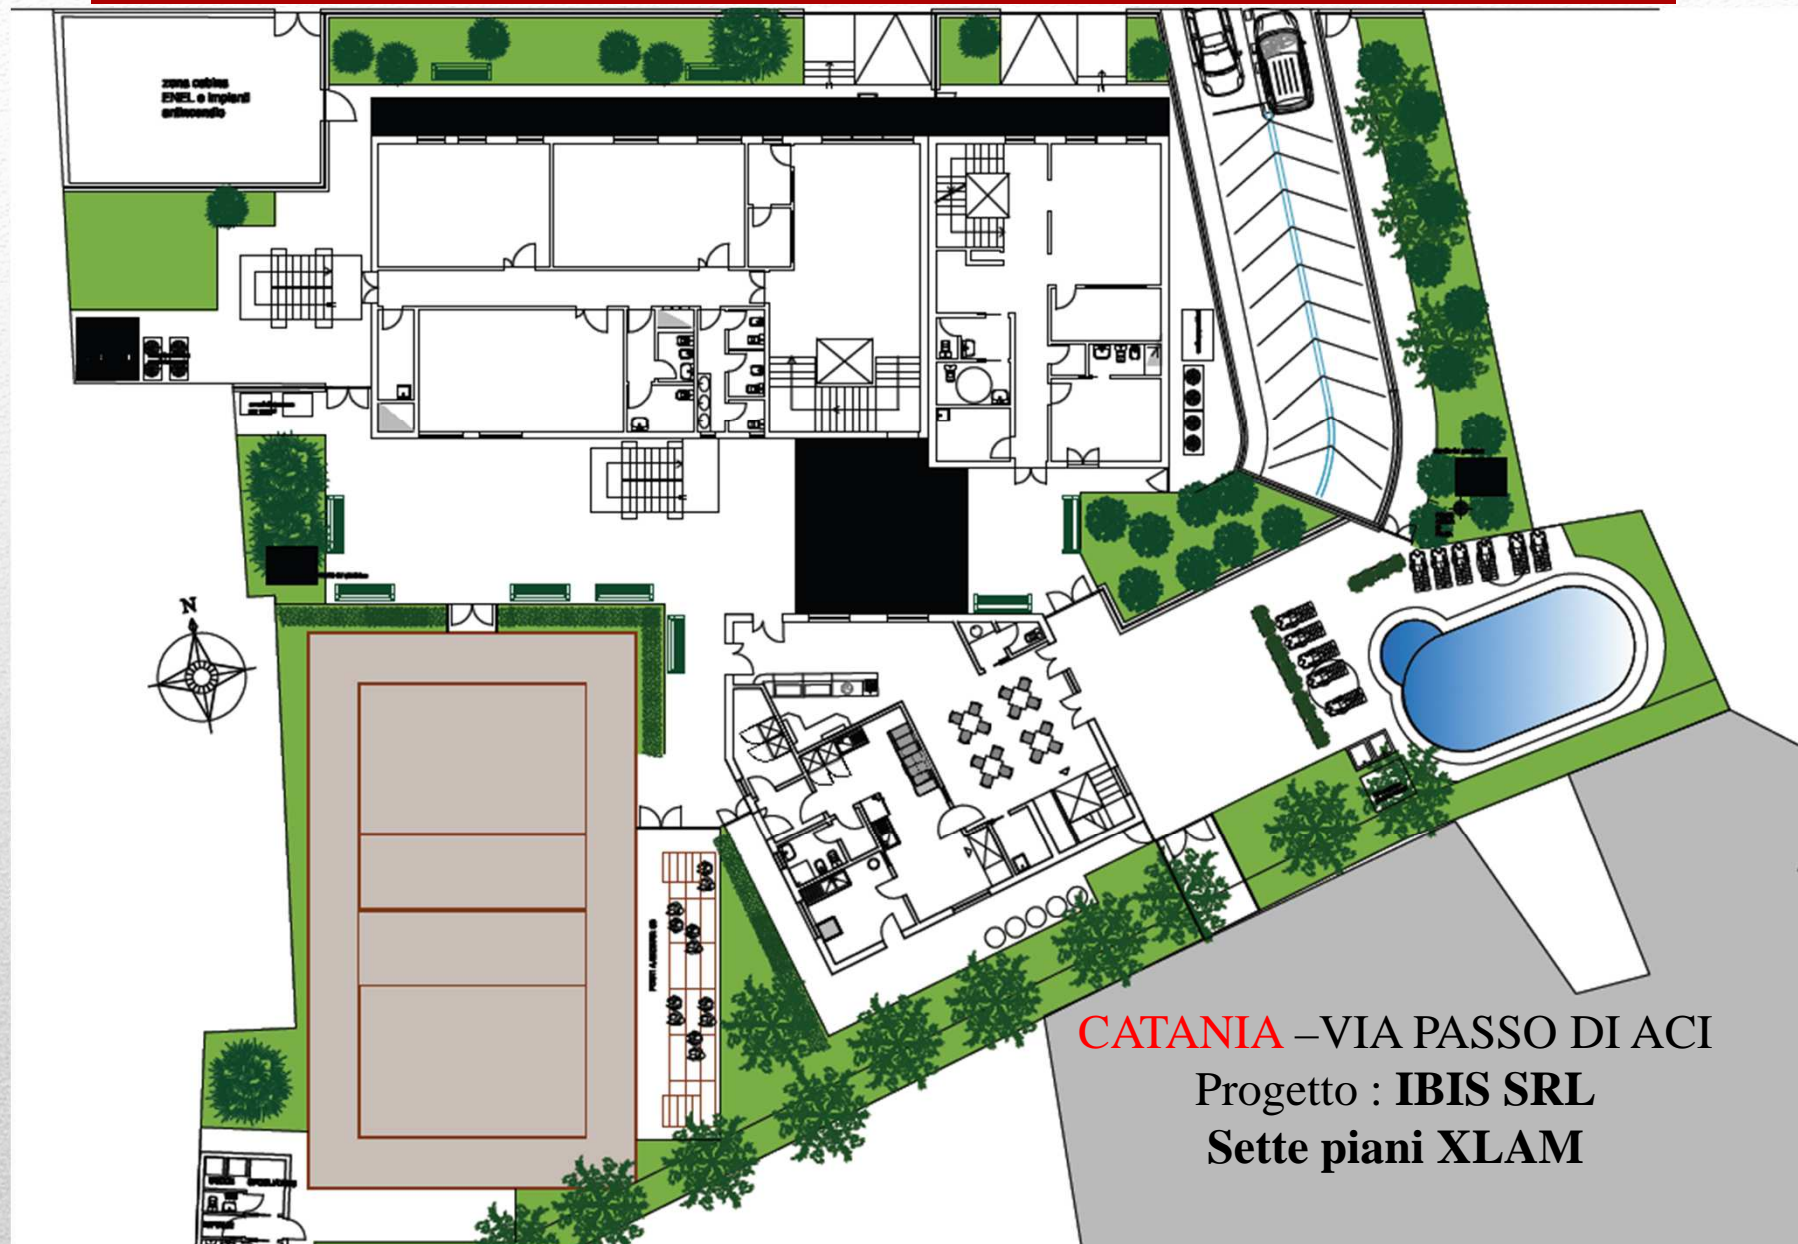 zona cabina
ENEL e impianti
antincendio
N
CATANIA –VIA PASSO DI ACI
Progetto : IBIS SRL
Sette piani XLAM